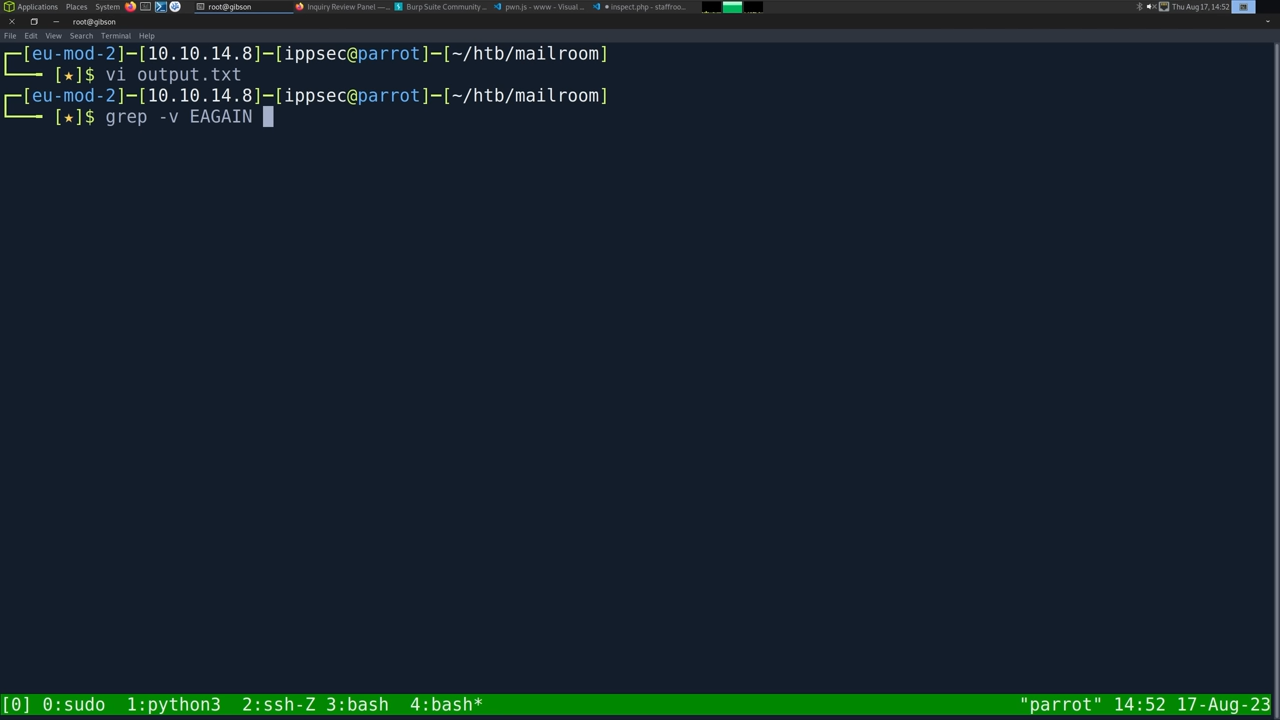 Applications Places System root@gibson Inquiry Review Panel —... Burp Suite Community ... pwn.js - www - Visual ... inspect.php - staffroo... Thu Aug 17, 14:52
root@gibson
File Edit View Search Terminal Help
┌─[eu-mod-2]─[10.10.14.8]─[ippsec@parrot]─[~/htb/mailroom]
└──╼ [★]$ vi output.txt
┌─[eu-mod-2]─[10.10.14.8]─[ippsec@parrot]─[~/htb/mailroom]
└──╼ [★]$ grep -v EAGAIN
[0] 0:sudo 1:python3 2:ssh-Z 3:bash 4:bash* "parrot" 14:52 17-Aug-23